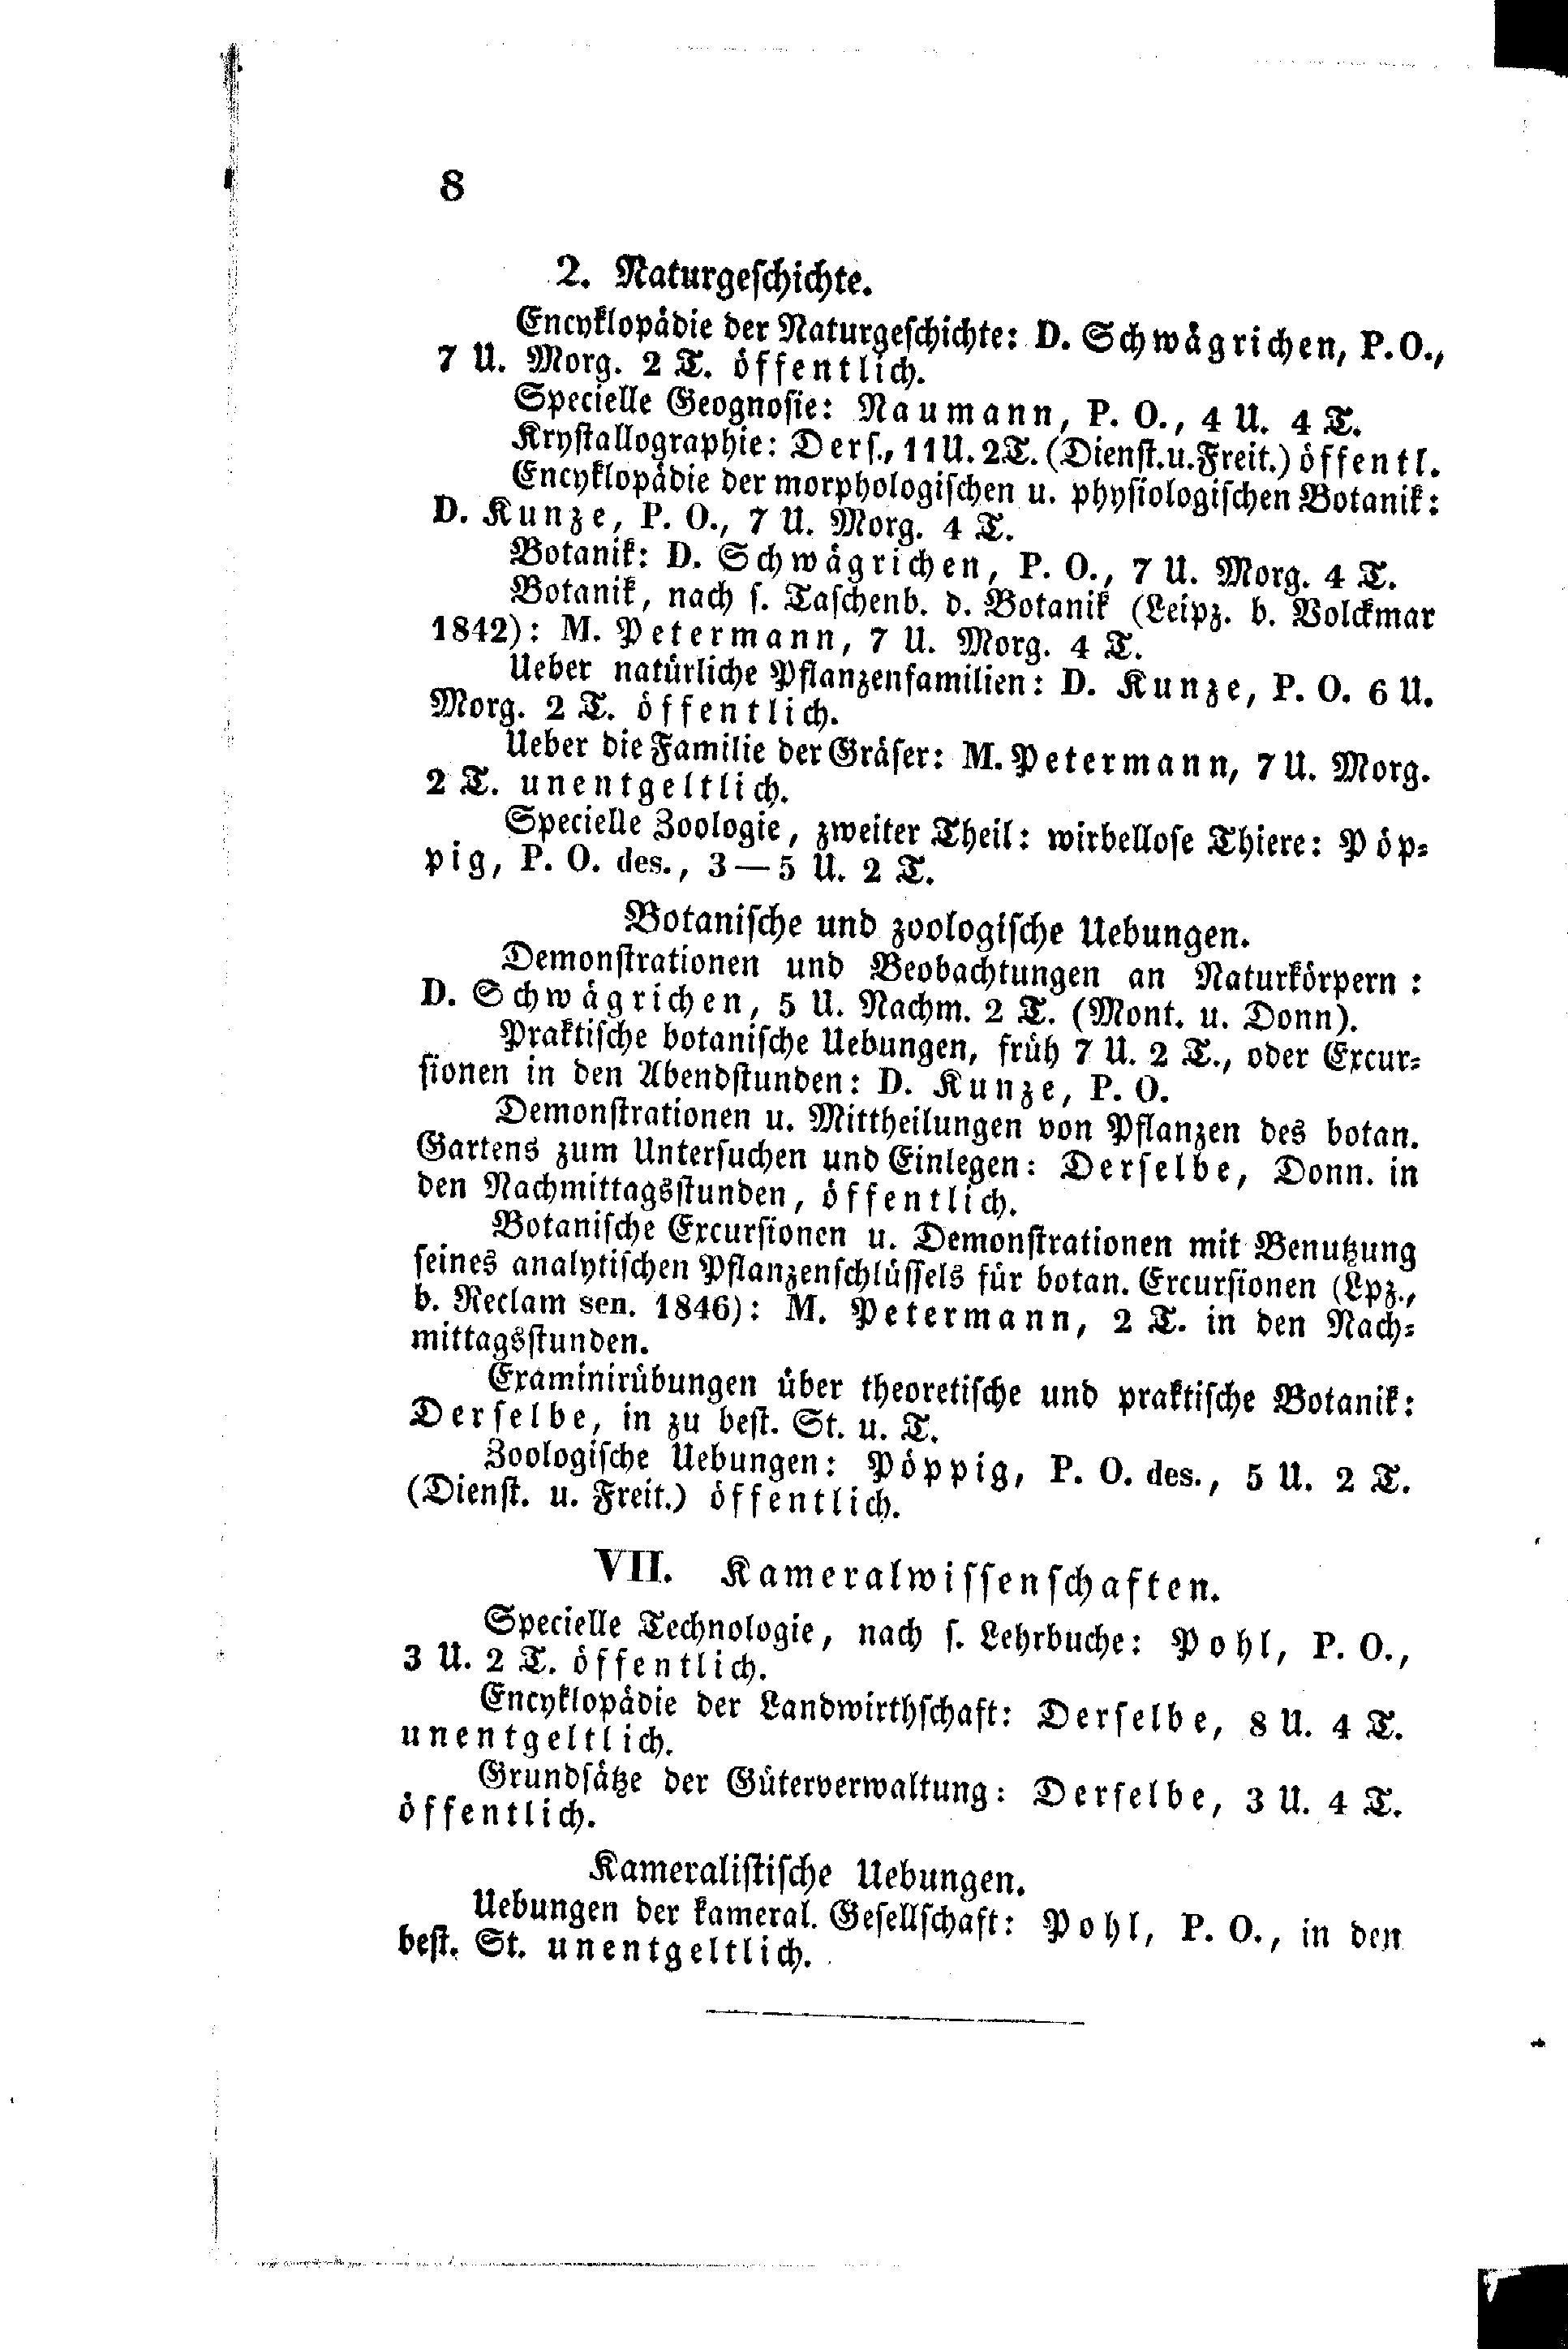 8
2. Naturgeschichte.
Encyklopädie der Naturgeschichte: D. Schwägrichen, P. O.,
7 U. Morg. 2 T. öffentlich.
Specielle Geognosie: Naumann, P. O., 4 U. 4 T.
Krystallographie: Ders., 11 U. 2 T. (Dienst. u. Freit.) öffentl.
Encyklopädie der morphologischen u. physiologischen Botanik:
D. Kunze, P. O., 7 U. Morg. 4 T.
Botanik: D. Schwägrichen, P. O., 7 U. Morg. 4 T.
Botanik, nach s. Taschenb. d. Botanik (Leipz. b. Volckmar
1842): M. Petermann, 7 U. Morg. 4 T.
Ueber natürliche Pflanzenfamilien: D. Kunze, P. O. 6 U.
Morg. 2 T. öffentlich.
Ueber die Familie der Gräser: M. Petermann, 7 U. Morg.
2 T. unentgeltlich.
Specielle Zoologie, zweiter Theil: wirbellose Thiere: Pöp-
pig, P. O. des., 3—5 U. 2 T.
Botanische und zoologische Uebungen.
Demonstrationen und Beobachtungen an Naturkörpern:
D. Schwägrichen, 5 U. Nachm. 2 T. (Mont. u. Donn).
Praktische botanische Uebungen, früh 7 U. 2 T., oder Excur-
sionen in den Abendstunden: D. Kunze, P. O.
Demonstrationen u. Mittheilungen von Pflanzen des botan.
Gartens zum Untersuchen und Einlegen: Derselbe, Donn. in
den Nachmittagsstunden, öffentlich.
Botanische Excursionen u. Demonstrationen mit Benutzung
seines analytischen Pflanzenschlüssels für botan. Excursionen (Lpz.,
b. Reclam sen. 1846): M. Petermann, 2 T. in den Nach-
mittagsstunden.
Examinirübungen über theoretische und praktische Botanik:
Derselbe, in zu best. St. u. T.
Zoologische Uebungen: Pöppig, P. O. des., 5 U. 2 T.
(Dienst. u. Freit.) öffentlich.
VII. Kameralwissenschaften.
Specielle Technologie, nach s. Lehrbuche: Pohl, P. O.,
3 U. 2 T. öffentlich.
Encyklopädie der Landwirthschaft: Derselbe, 8 U. 4 T.
unentgeltlich.
Grundsätze der Güterverwaltung: Derselbe, 3 U. 4 T.
öffentlich.
Kameralistische Uebungen.
Uebungen der kameral. Gesellschaft: Pohl, P. O., in den
best. St. unentgeltlich.